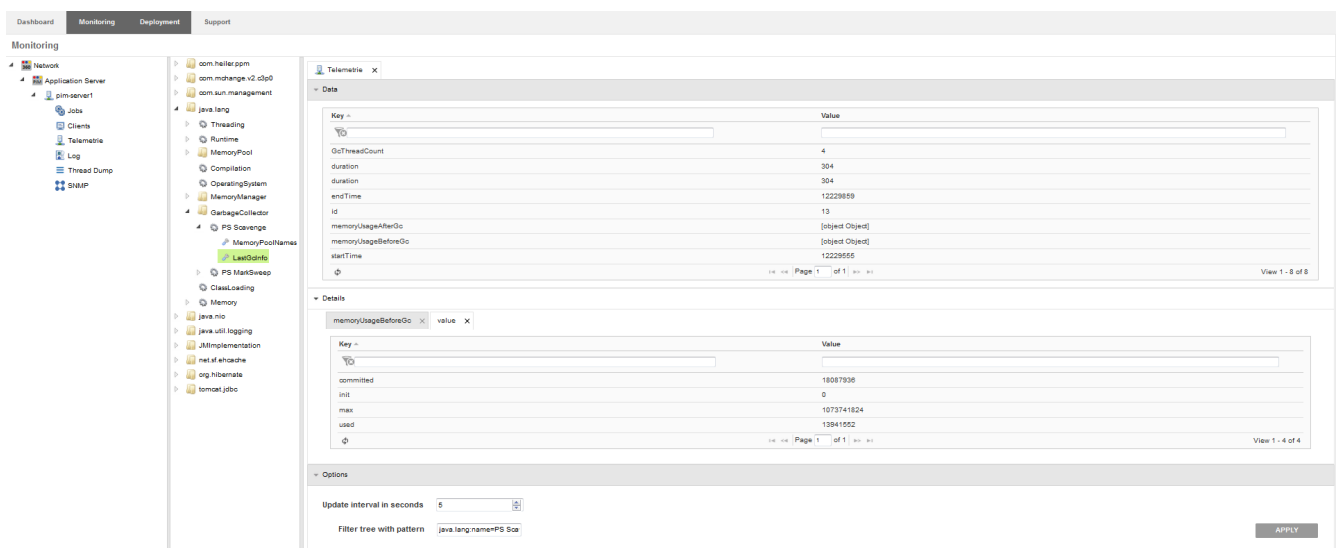 Dashboard Monitoring Deployment Support
Monitoring
Network
Application Server
pim-server1
Jobs
Clients
Telemetrie
Log
Thread Dump
SNMP
com.heiler.ppm
com.mchange.v2.c3p0
com.sun.management
java.lang
Threading
Runtime
MemoryPool
Compilation
OperatingSystem
MemoryManager
GarbageCollector
PS Scavenge
MemoryPoolNames
LastGcInfo
PS MarkSweep
ClassLoading
Memory
java.nio
java.util.logging
JMImplementation
net.sf.ehcache
org.hibernate
tomcat.jdbc
Telemetrie
Data
Key Value
GcThreadCount 4
duration 304
duration 304
endTime 12229859
id 13
memoryUsageAfterGc [object Object]
memoryUsageBeforeGc [object Object]
startTime 12229555
Page 1 of 1 View 1 - 8 of 8
Details
memoryUsageBeforeGc value
Key Value
committed 18087936
init 0
max 1073741824
used 13941552
Page 1 of 1 View 1 - 4 of 4
Options
Update interval in seconds 5
Filter tree with pattern java.lang:name=PS Sca
APPLY